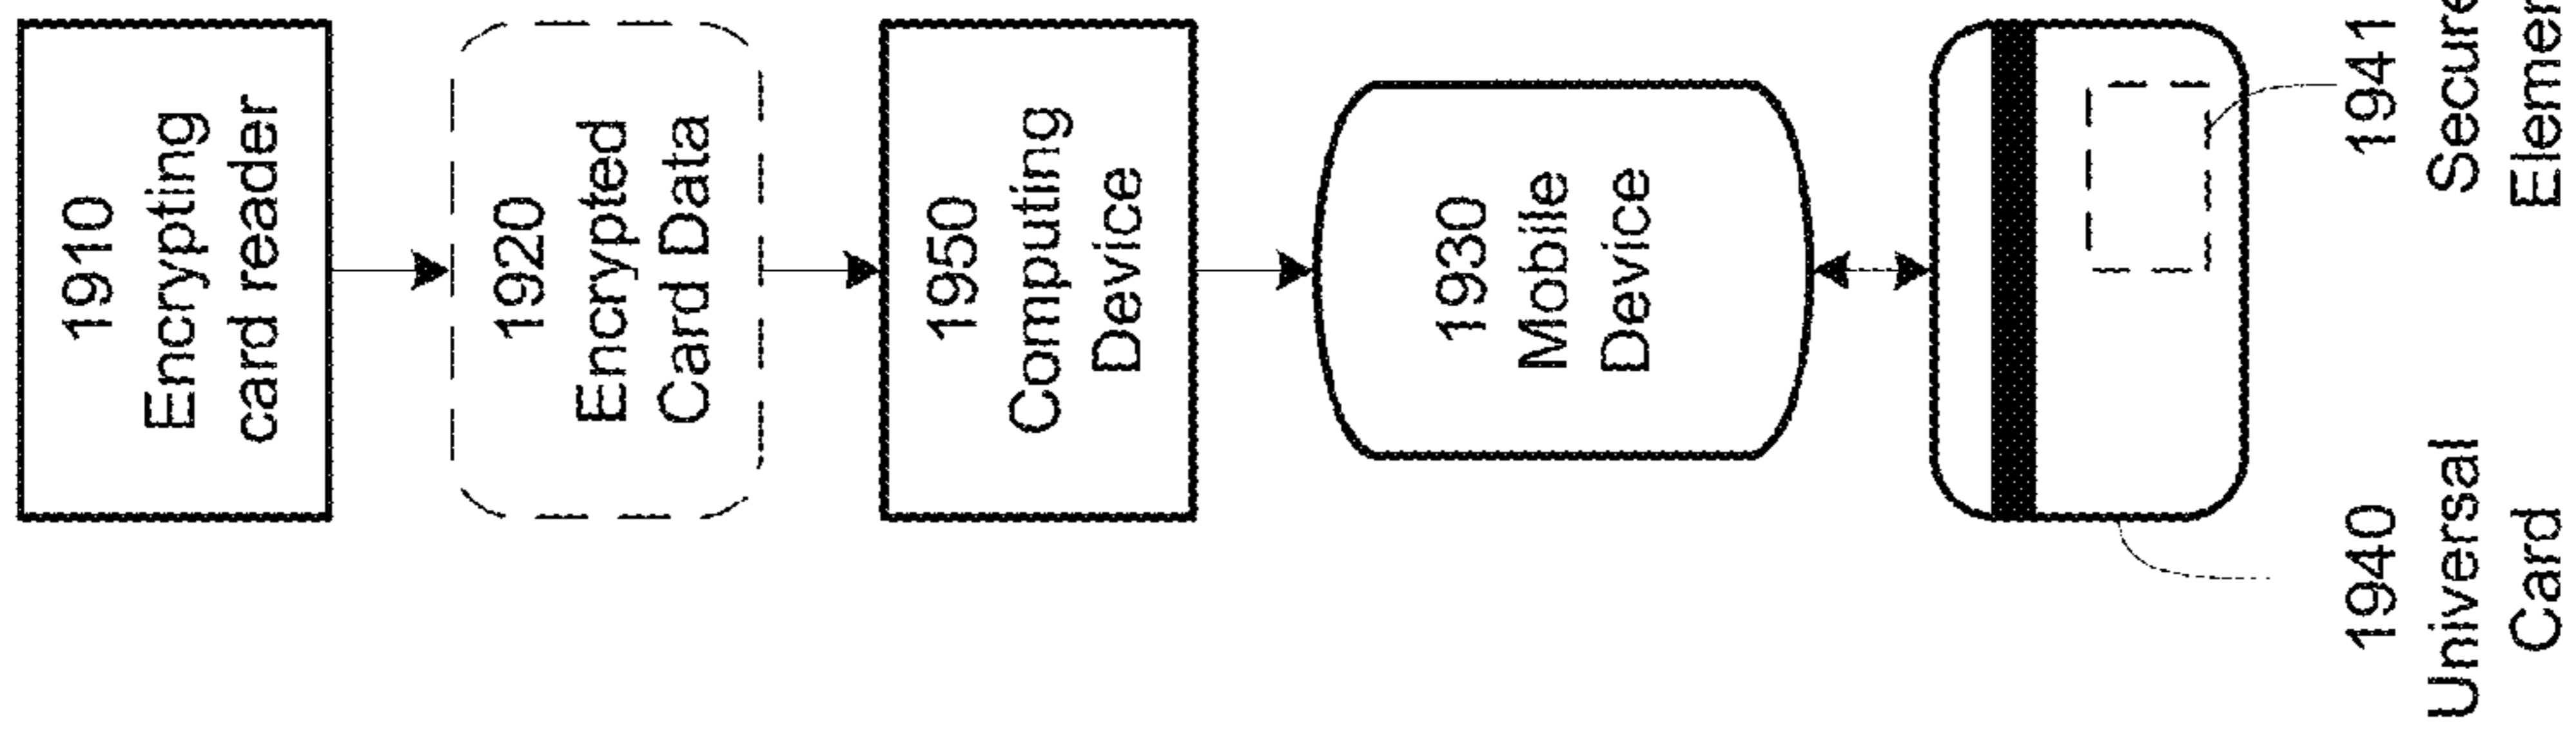 1910
Encrypting
card reader
1920
Encrypted
Card Data
1950
Computing
Device
1930
Mobile
Device
1940
Universal
Card
1941
Secure
Elemen